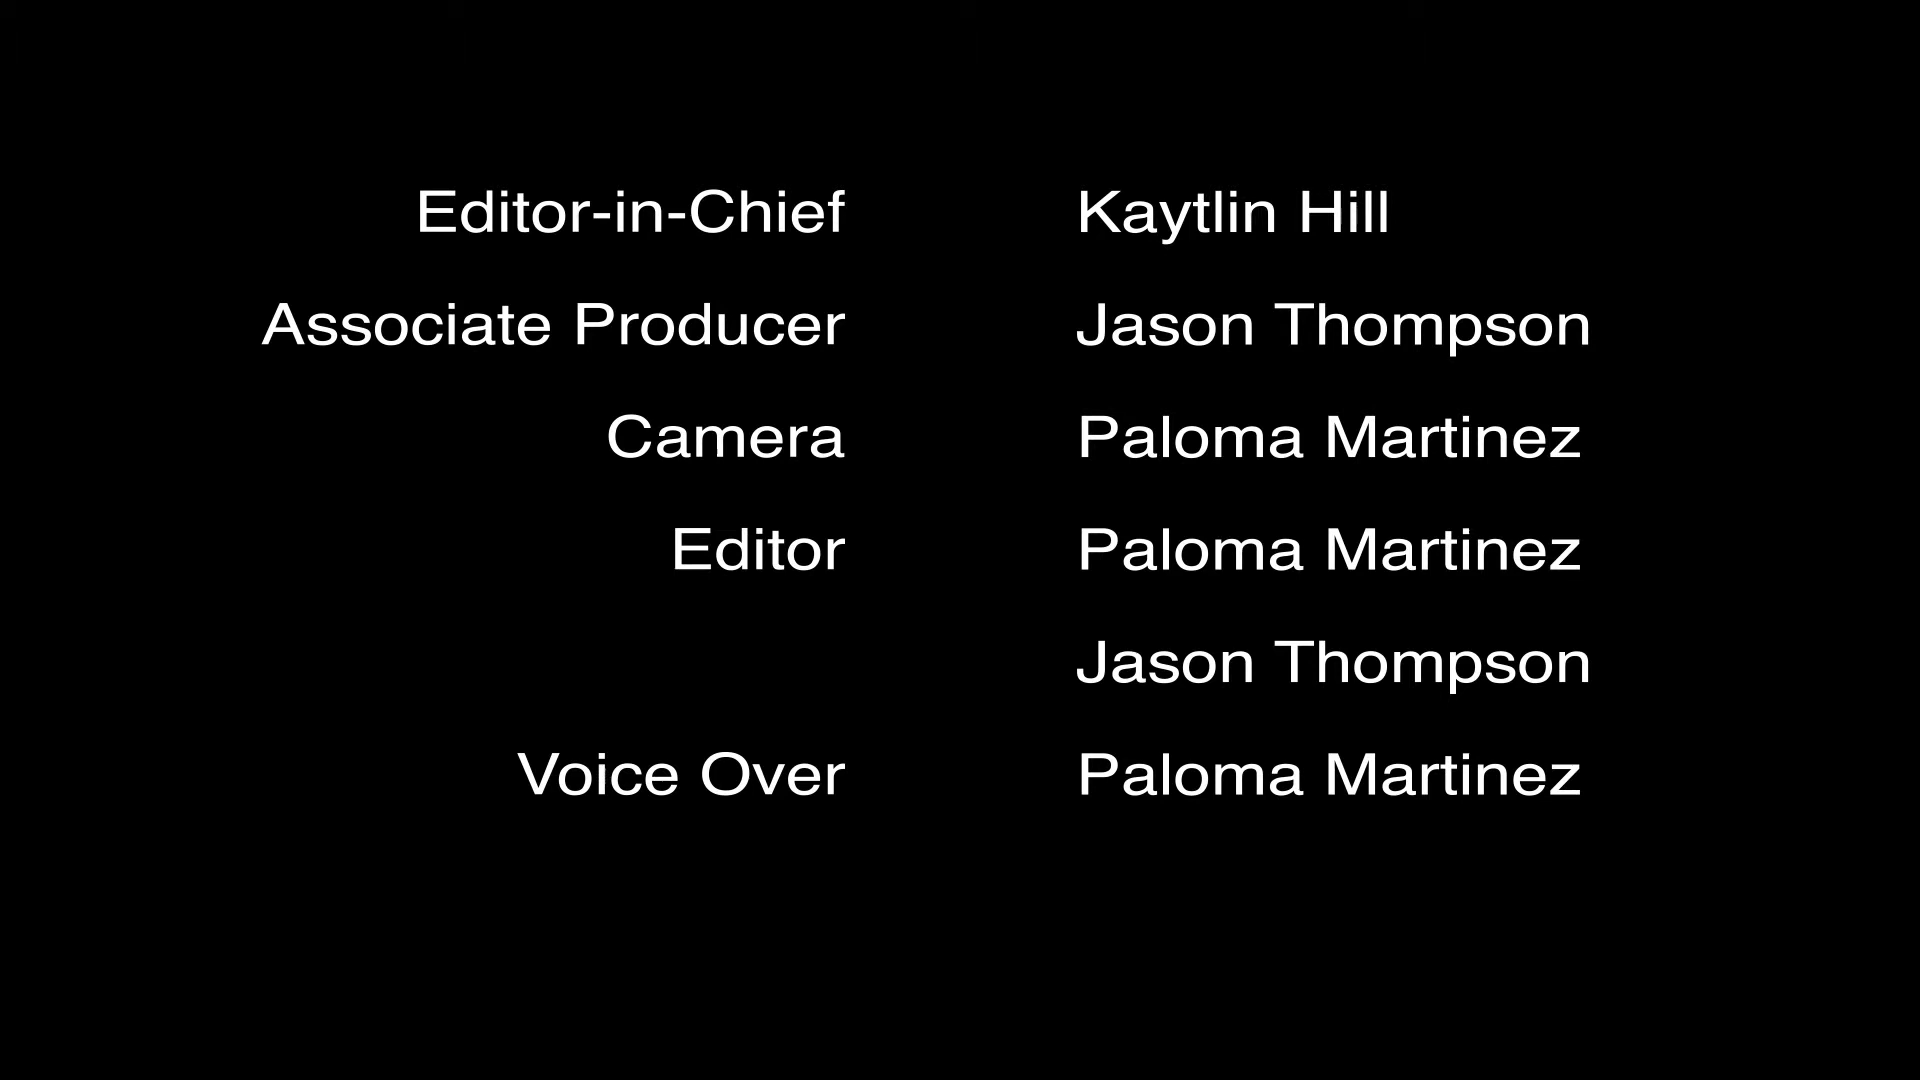 Editor-in-Chief Kaytlin Hill
Associate Producer Jason Thompson
Camera Paloma Martinez
Editor Paloma Martinez
Jason Thompson
Voice Over Paloma Martinez